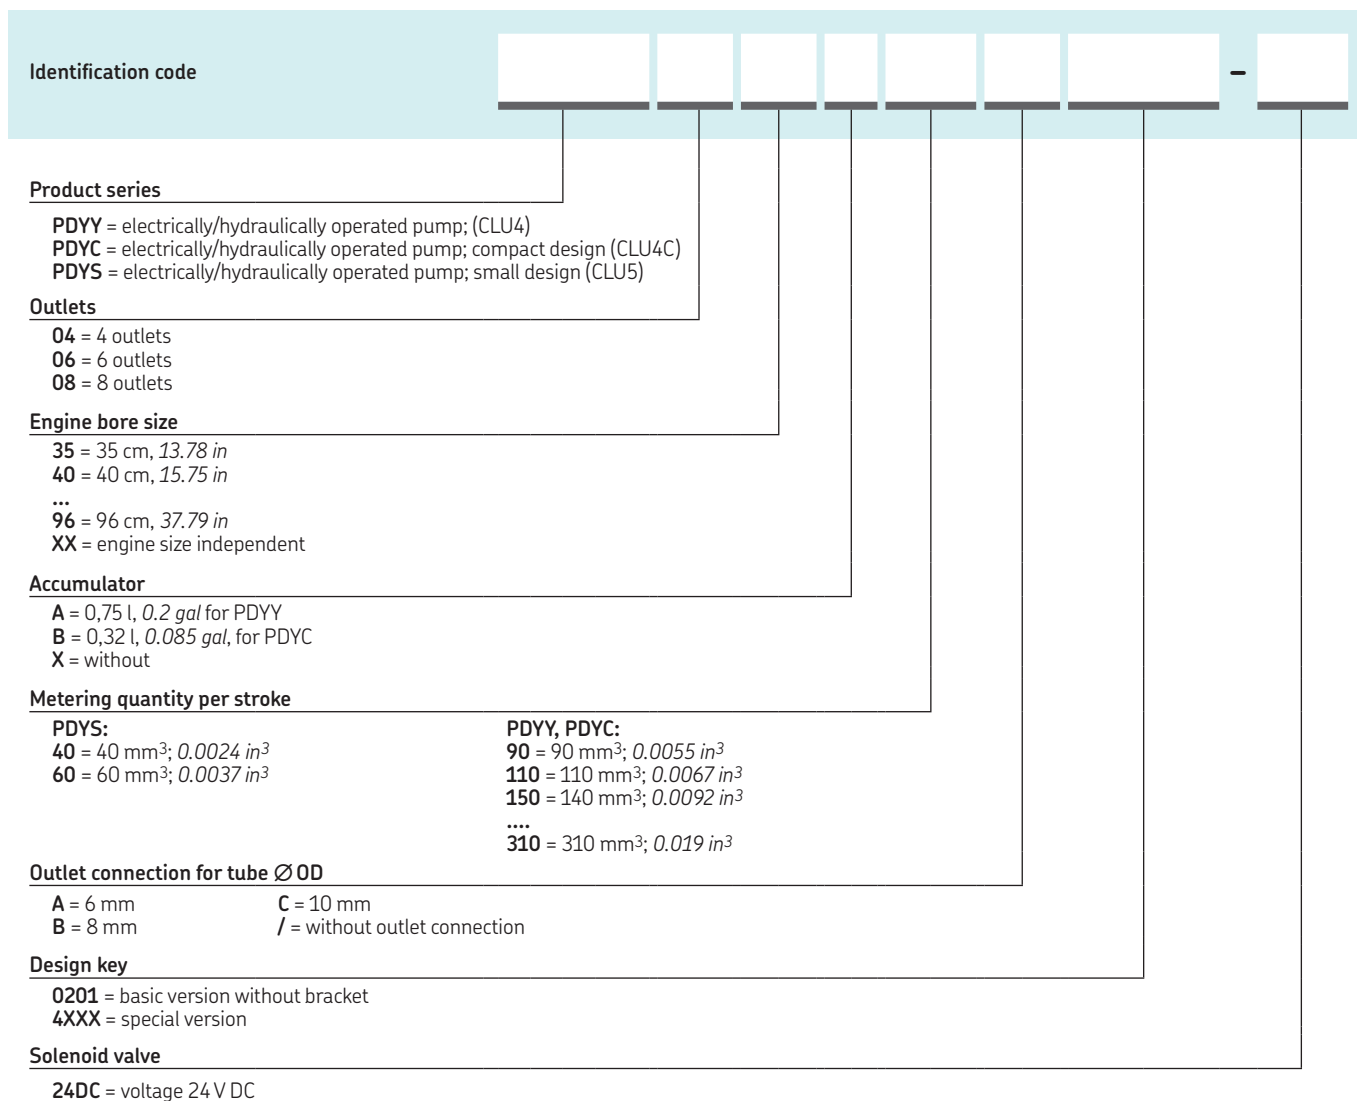 Identification code
–
Product series
PDYY = electrically/hydraulically operated pump; (CLU4)
PDYC = electrically/hydraulically operated pump; compact design (CLU4C)
PDYS = electrically/hydraulically operated pump; small design (CLU5)
Outlets
04 = 4 outlets
06 = 6 outlets
08 = 8 outlets
Engine bore size
35 = 35 cm, 13.78 in
40 = 40 cm, 15.75 in
...
96 = 96 cm, 37.79 in
XX = engine size independent
Accumulator
A = 0,75 l, 0.2 gal for PDYY
B = 0,32 l, 0.085 gal, for PDYC
X = without
Metering quantity per stroke
PDYS:
40 = 40 mm³; 0.0024 in³
60 = 60 mm³; 0.0037 in³
PDYY, PDYC:
90 = 90 mm³; 0.0055 in³
110 = 110 mm³; 0.0067 in³
150 = 140 mm³; 0.0092 in³
....
310 = 310 mm³; 0.019 in³
Outlet connection for tube ∅ OD
A = 6 mm
B = 8 mm
C = 10 mm
/ = without outlet connection
Design key
0201 = basic version without bracket
4XXX = special version
Solenoid valve
24DC = voltage 24 V DC